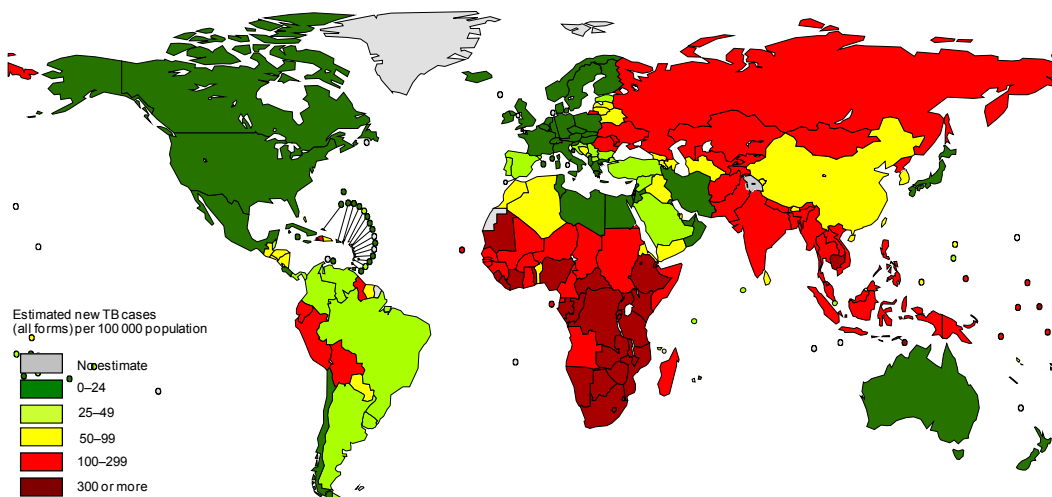 Estimated new TB cases
(all forms) per 100 000 population
No estimate
0–24
25–49
50–99
100–299
300 or more